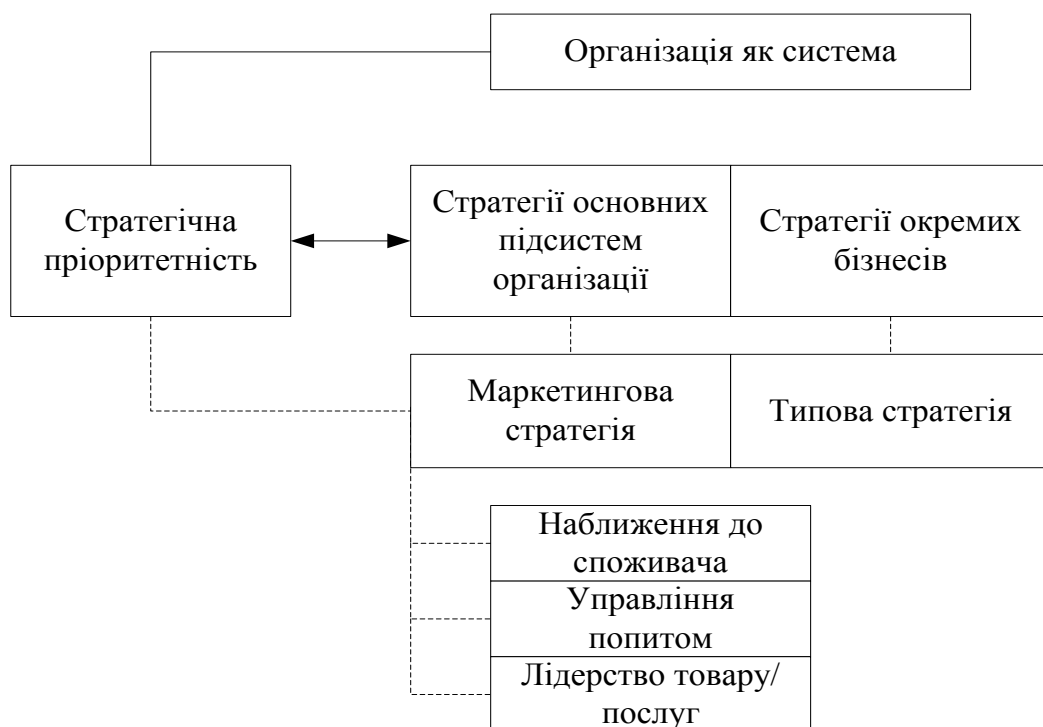 Організація як система
Стратегічна
пріоритетність
Стратегії основних
підсистем
організації
Стратегії окремих
бізнесів
Маркетингова
стратегія
Типова стратегія
Наближення до
споживача
Управління
попитом
Лідерство товару/
послуг